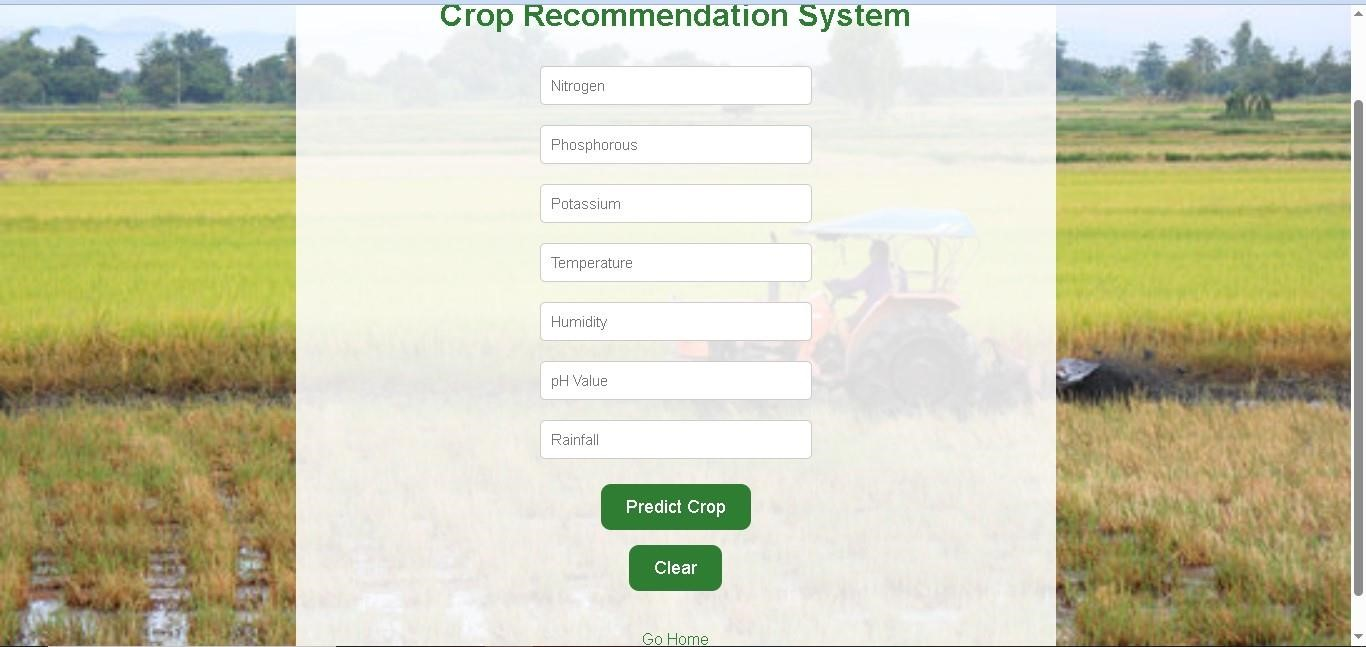 Crop Recommendation System
Nitrogen
Phosphorous
Potassium
Temperature
Humidity
pH Value
Rainfall
Predict Crop
Clear
Go Home